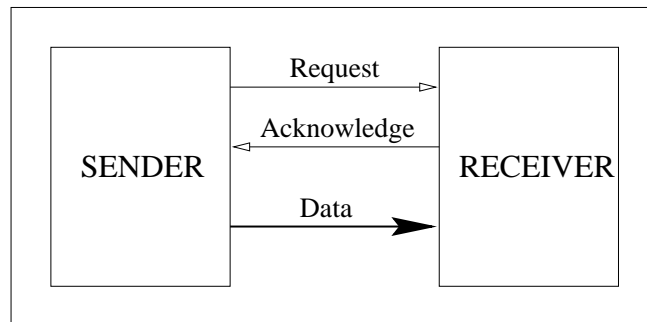 Request
Acknowledge
SENDER
RECEIVER
Data